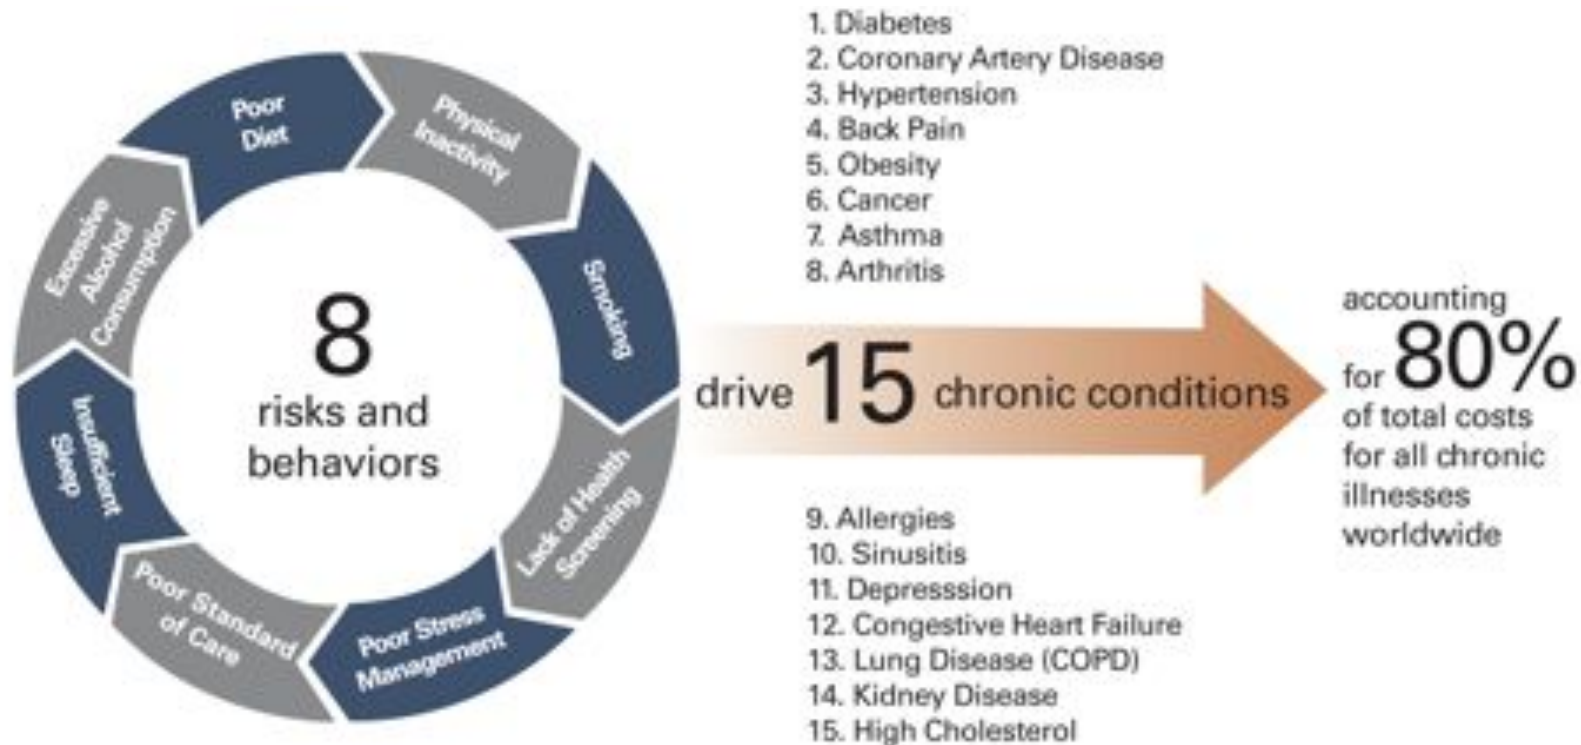 Poor
Diet
Physical
Inactivity
Smoking
Lack of Health
Screening
Poor Stress
Management
Poor Standard
of Care
Insufficient
Sleep
Excessive
Alcohol
Consumption
8
risks and
behaviors
1. Diabetes
2. Coronary Artery Disease
3. Hypertension
4. Back Pain
5. Obesity
6. Cancer
7. Asthma
8. Arthritis
drive 15 chronic conditions
9. Allergies
10. Sinusitis
11. Depresssion
12. Congestive Heart Failure
13. Lung Disease (COPD)
14. Kidney Disease
15. High Cholesterol
accounting
for 80%
of total costs
for all chronic
illnesses
worldwide